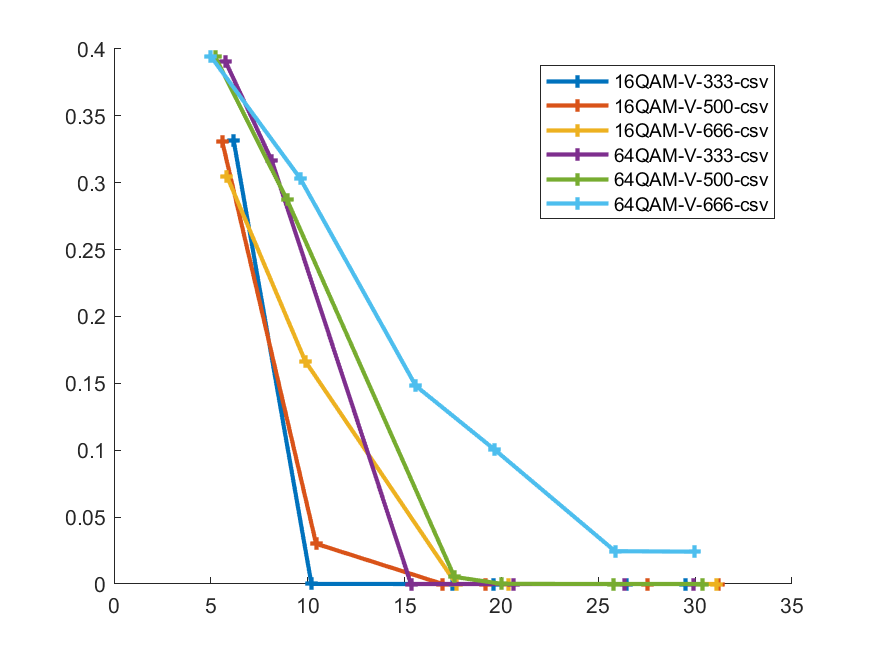 0.4
0.35
0.3
0.25
0.2
0.15
0.1
0.05
0
0 5 10 15 20 25 30 35
16QAM-V-333-csv
16QAM-V-500-csv
16QAM-V-666-csv
64QAM-V-333-csv
64QAM-V-500-csv
64QAM-V-666-csv